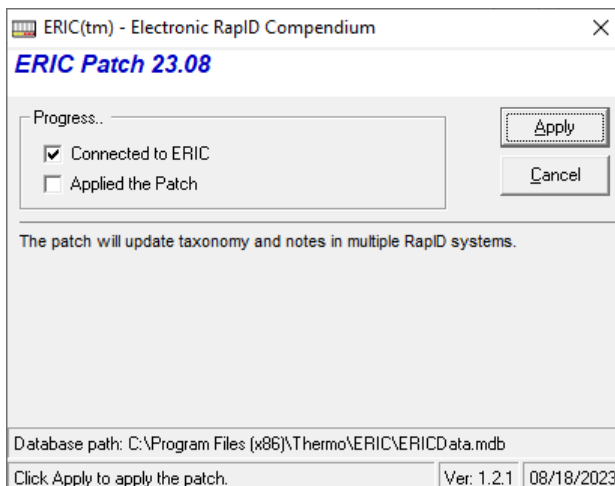 ERIC(tm) - Electronic RapID Compendium
ERIC Patch 23.08
Progress..
Connected to ERIC
Applied the Patch
Apply
Cancel
The patch will update taxonomy and notes in multiple RapID systems.
Database path: C:\Program Files (x86)\Thermo\ERIC\ERICData.mdb
Click Apply to apply the patch. Ver: 1.2.1 08/18/2023